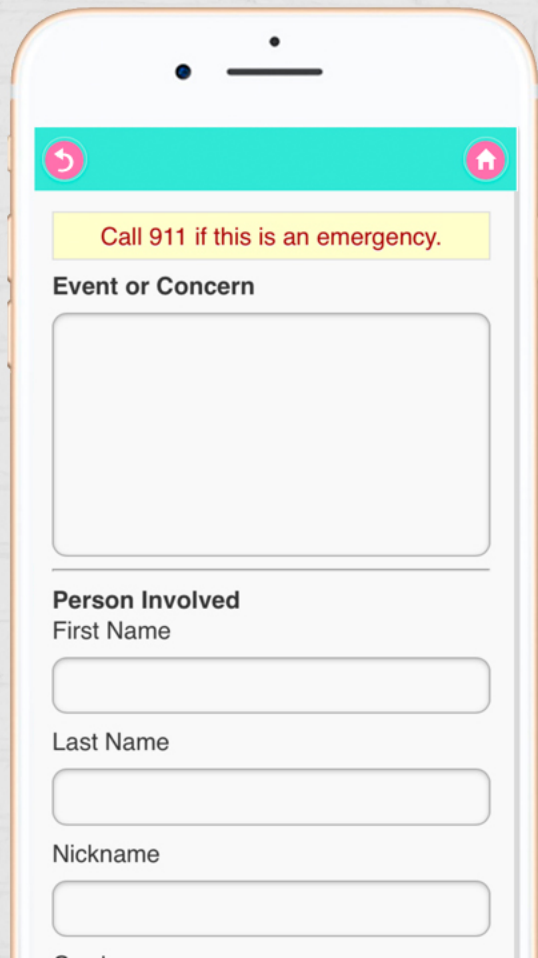 Call 911 if this is an emergency.
Event or Concern
Person Involved
First Name
Last Name
Nickname